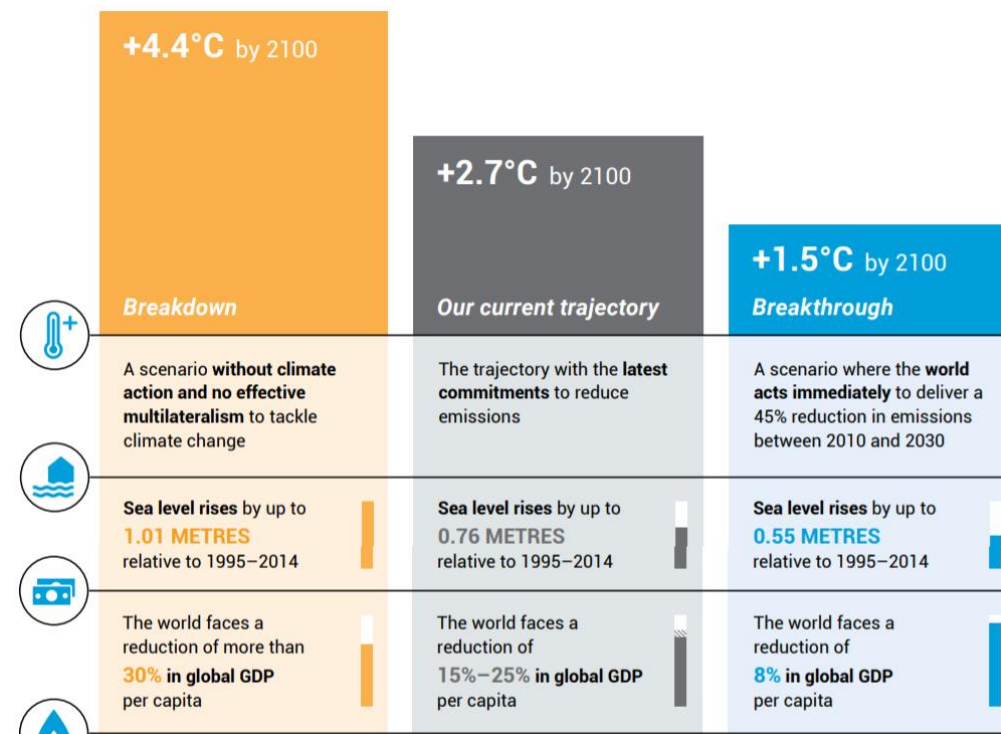 +4.4°C by 2100
Breakdown
+2.7°C by 2100
Our current trajectory
+1.5°C by 2100
Breakthrough
A scenario without climate
action and no effective
multilateralism to tackle
climate change
The trajectory with the latest
commitments to reduce
emissions
A scenario where the world
acts immediately to deliver a
45% reduction in emissions
between 2010 and 2030
Sea level rises by up to
1.01 METRES
relative to 1995–2014
Sea level rises by up to
0.76 METRES
relative to 1995–2014
Sea level rises by up to
0.55 METRES
relative to 1995–2014
The world faces a
reduction of more than
30% in global GDP
per capita
The world faces a
reduction of
15%–25% in global GDP
per capita
The world faces a
reduction of
8% in global GDP
per capita